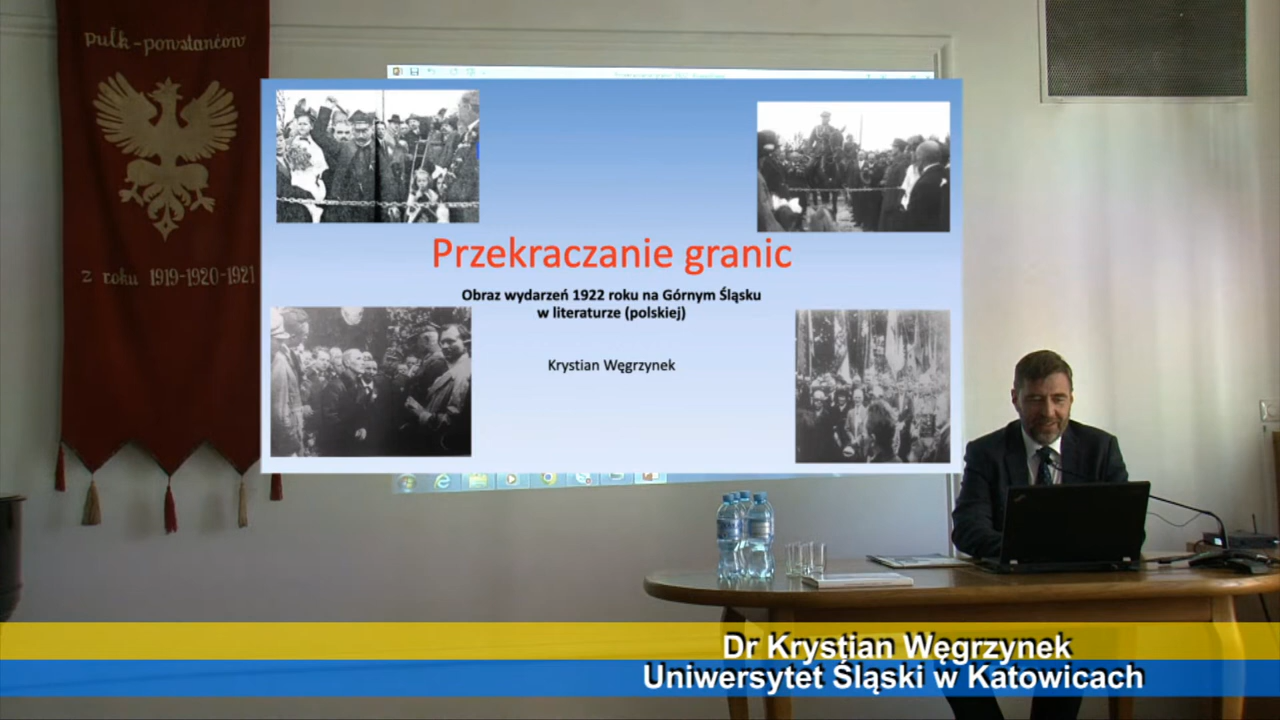 pułk-powstańców
z roku 1919-1920-1921
Przekraczanie granic
Obraz wydarzeń 1922 roku na Górnym Śląsku
w literaturze (polskiej)
Krystian Węgrzynek
Dr Krystian Węgrzynek
Uniwersytet Śląski w Katowicach